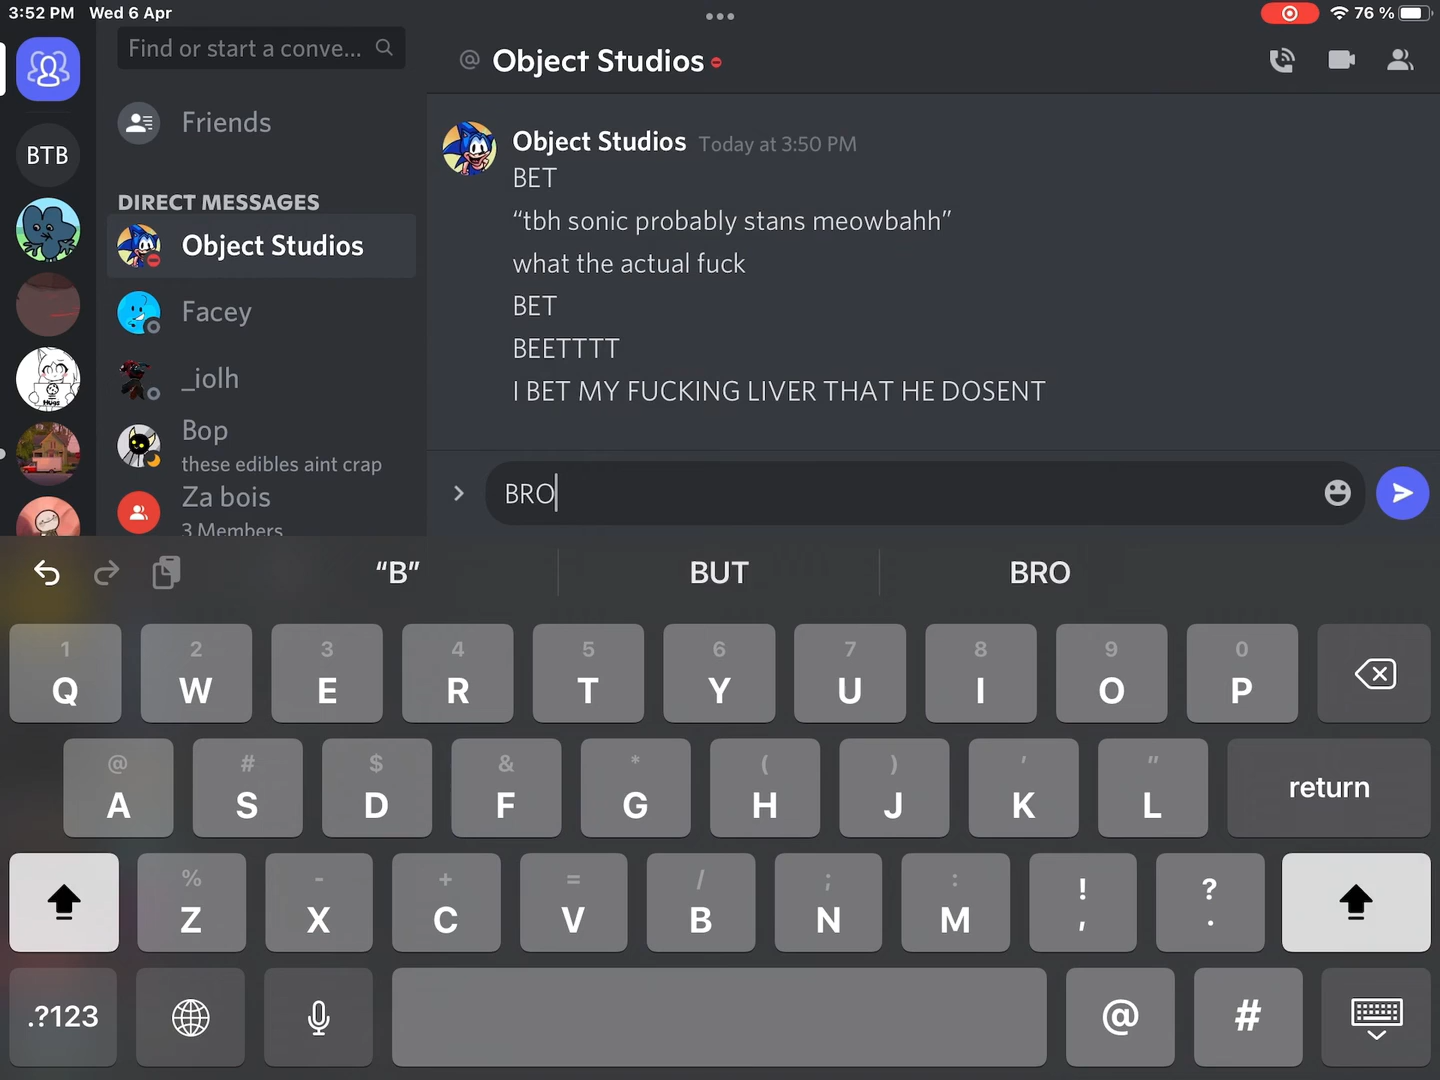 3:52 PM Wed 6 Apr
76 %
Find or start a conve...
@ Object Studios
Friends
BTB
DIRECT MESSAGES
Object Studios
Facey
_iolh
Bop
these edibles aint crap
Za bois
3 Members
Hugs
Object Studios Today at 3:50 PM
BET
“tbh sonic probably stans meowbahh”
what the actual fuck
BET
BEETTTT
I BET MY FUCKING LIVER THAT HE DOSENT
BRO
“B” BUT BRO
1 2 3 4 5 6 7 8 9 0
Q W E R T Y U I O P
@ # $ & * ( ) ' "
A S D F G H J K L return
% - + = / ; : ! ?
Z X C V B N M , .
.?123 @ #